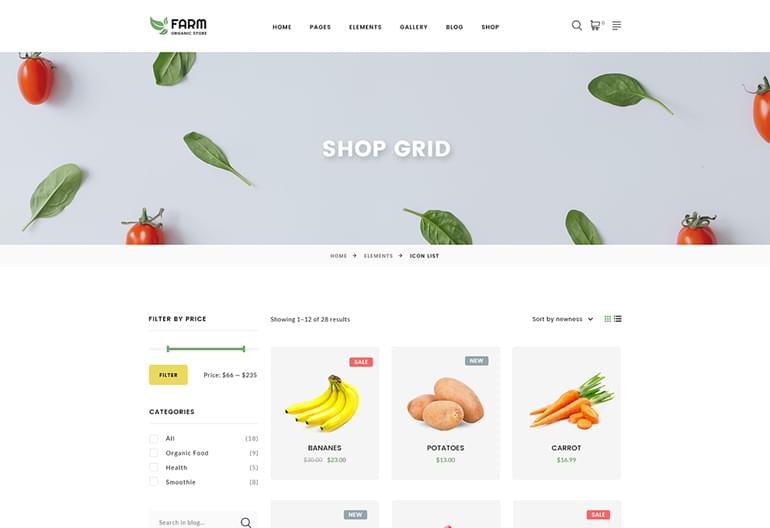 FARM
ORGANIC STORE
HOME PAGES ELEMENTS GALLERY BLOG SHOP
0
SHOP GRID
HOME → ELEMENTS → ICON LIST
FILTER BY PRICE
FILTER
Price: $66 — $235
CATEGORIES
All (18)
Organic Food (9)
Health (5)
Smoothie (8)
Search in blog...
Showing 1–12 of 28 results
Sort by newness
SALE
BANANES
$30.00 $23.00
NEW
POTATOES
$13.00
CARROT
$16.99
NEW
SALE